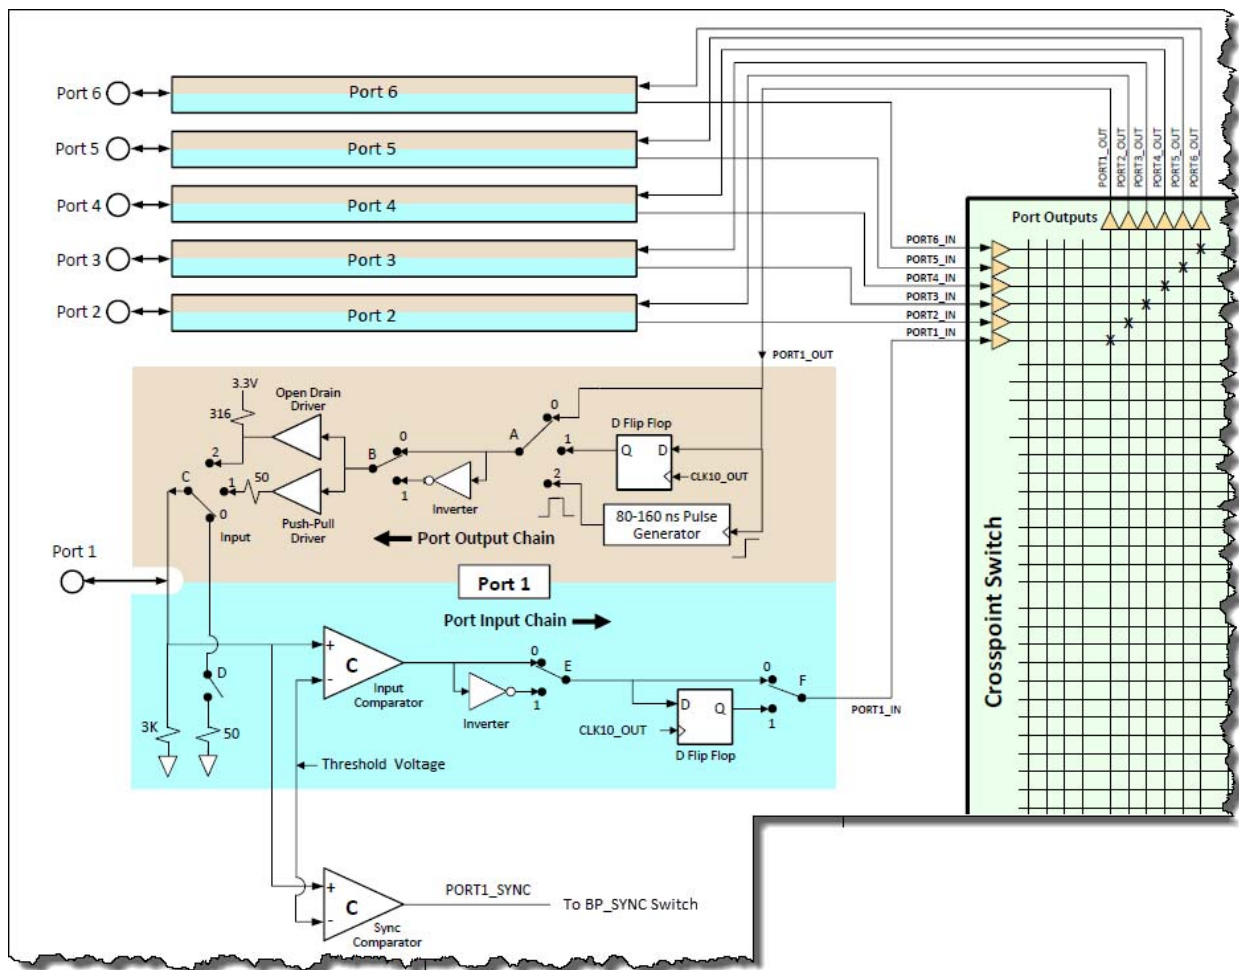 Port 6
Port 6
Port 5
Port 5
Port 4
Port 4
Port 3
Port 3
Port 2
Port 2
PORT1_OUT
PORT2_OUT
PORT3_OUT
PORT4_OUT
PORT5_OUT
PORT6_OUT
Port Outputs
PORT6_IN
PORT5_IN
PORT4_IN
PORT3_IN
PORT2_IN
PORT1_IN
X
X
X
X
X
X
Crosspoint Switch
PORT1_OUT
3.3V
316
Open Drain
Driver
2
C
1
50
0
Input
Push-Pull
Driver
B
0
1
Inverter
A
0
1
2
D Flip Flop
Q
D
CLK10_OUT
80-160 ns Pulse
Generator
Port Output Chain
Port 1
Port 1
Port Input Chain
+
-
C
Input
Comparator
0
E
1
Inverter
D
Q
CLK10_OUT
D Flip Flop
0
F
1
PORT1_IN
D
3K
50
Threshold Voltage
+
-
C
Sync
Comparator
PORT1_SYNC
To BP_SYNC Switch